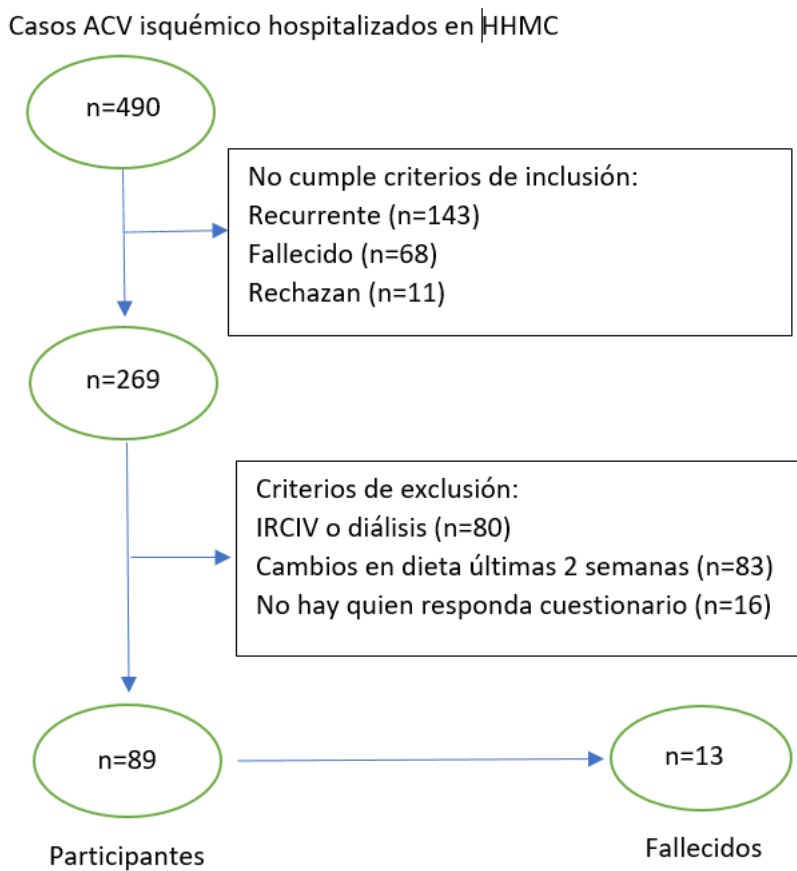 Casos ACV isquémico hospitalizados en HHMC
n=490
No cumple criterios de inclusión:
Recurrente (n=143)
Fallecido (n=68)
Rechazan (n=11)
n=269
Criterios de exclusión:
IRCIV o diálisis (n=80)
Cambios en dieta últimas 2 semanas (n=83)
No hay quien responda cuestionario (n=16)
n=89
n=13
Participantes
Fallecidos